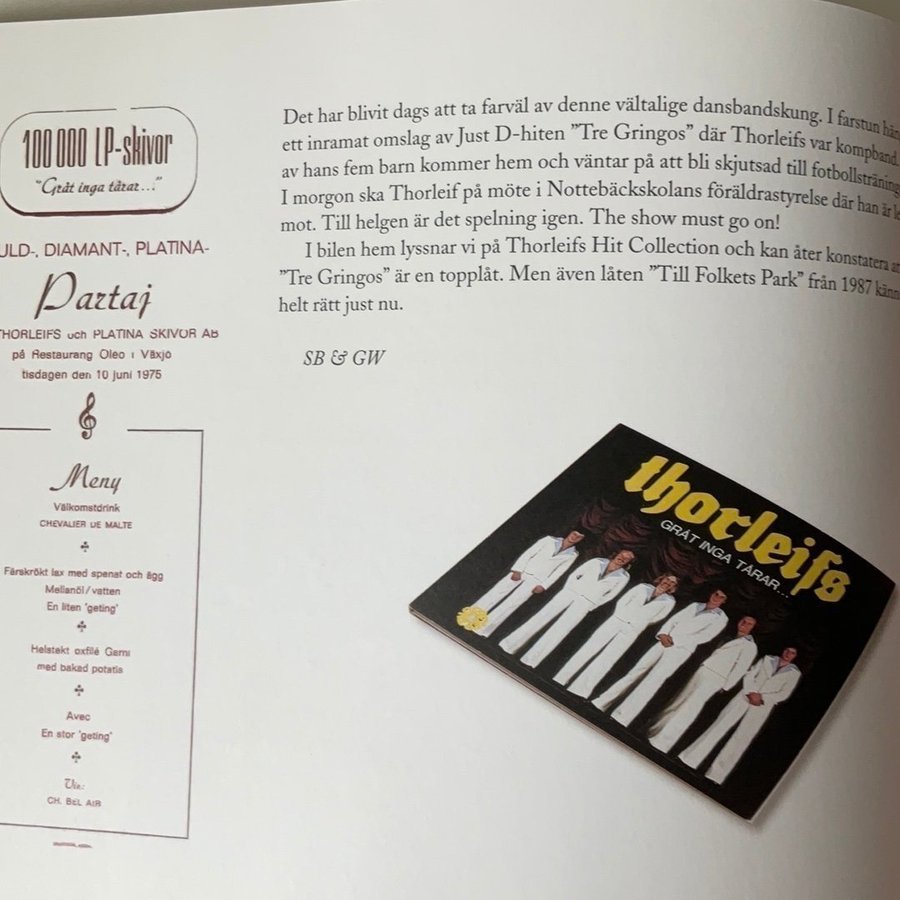 100 000 LP-skivor
"Gråt inga tårar..."
ULD-, DIAMANT-, PLATINA-
Partaj
THORLEIFS och PLATINA SKIVOR AB
på Restaurang Oleo i Växjö
tisdagen den 10 juni 1975
Meny
Välkomstdrink
CHEVALIER DE MALTE
Färskrökt lax med spenat och ägg
Mellanöl/vatten
En liten 'geting'
Helstekt oxfilé Garni
med bakad potatis
Avec
En stor 'geting'
Vin:
CH. BEL AIR
Det har blivit dags att ta farväl av denne vältalige dansbandskung. I farstun
ett inramat omslag av Just D-hiten "Tre Gringos" där Thorleifs var kompband,
av hans fem barn kommer hem och väntar på att bli skjutsad till fotbollsträning
I morgon ska Thorleif på möte i Nottebäckskolans föräldrastyrelse där han är
mot. Till helgen är det spelning igen. The show must go on!
I bilen hem lyssnar vi på Thorleifs Hit Collection och kan åter konstatera
"Tre Gringos" är en topplåt. Men även låten "Till Folkets Park" från 1987
helt rätt just nu.
SB & GW
thorleifs
GRÅT INGA TÅRAR...